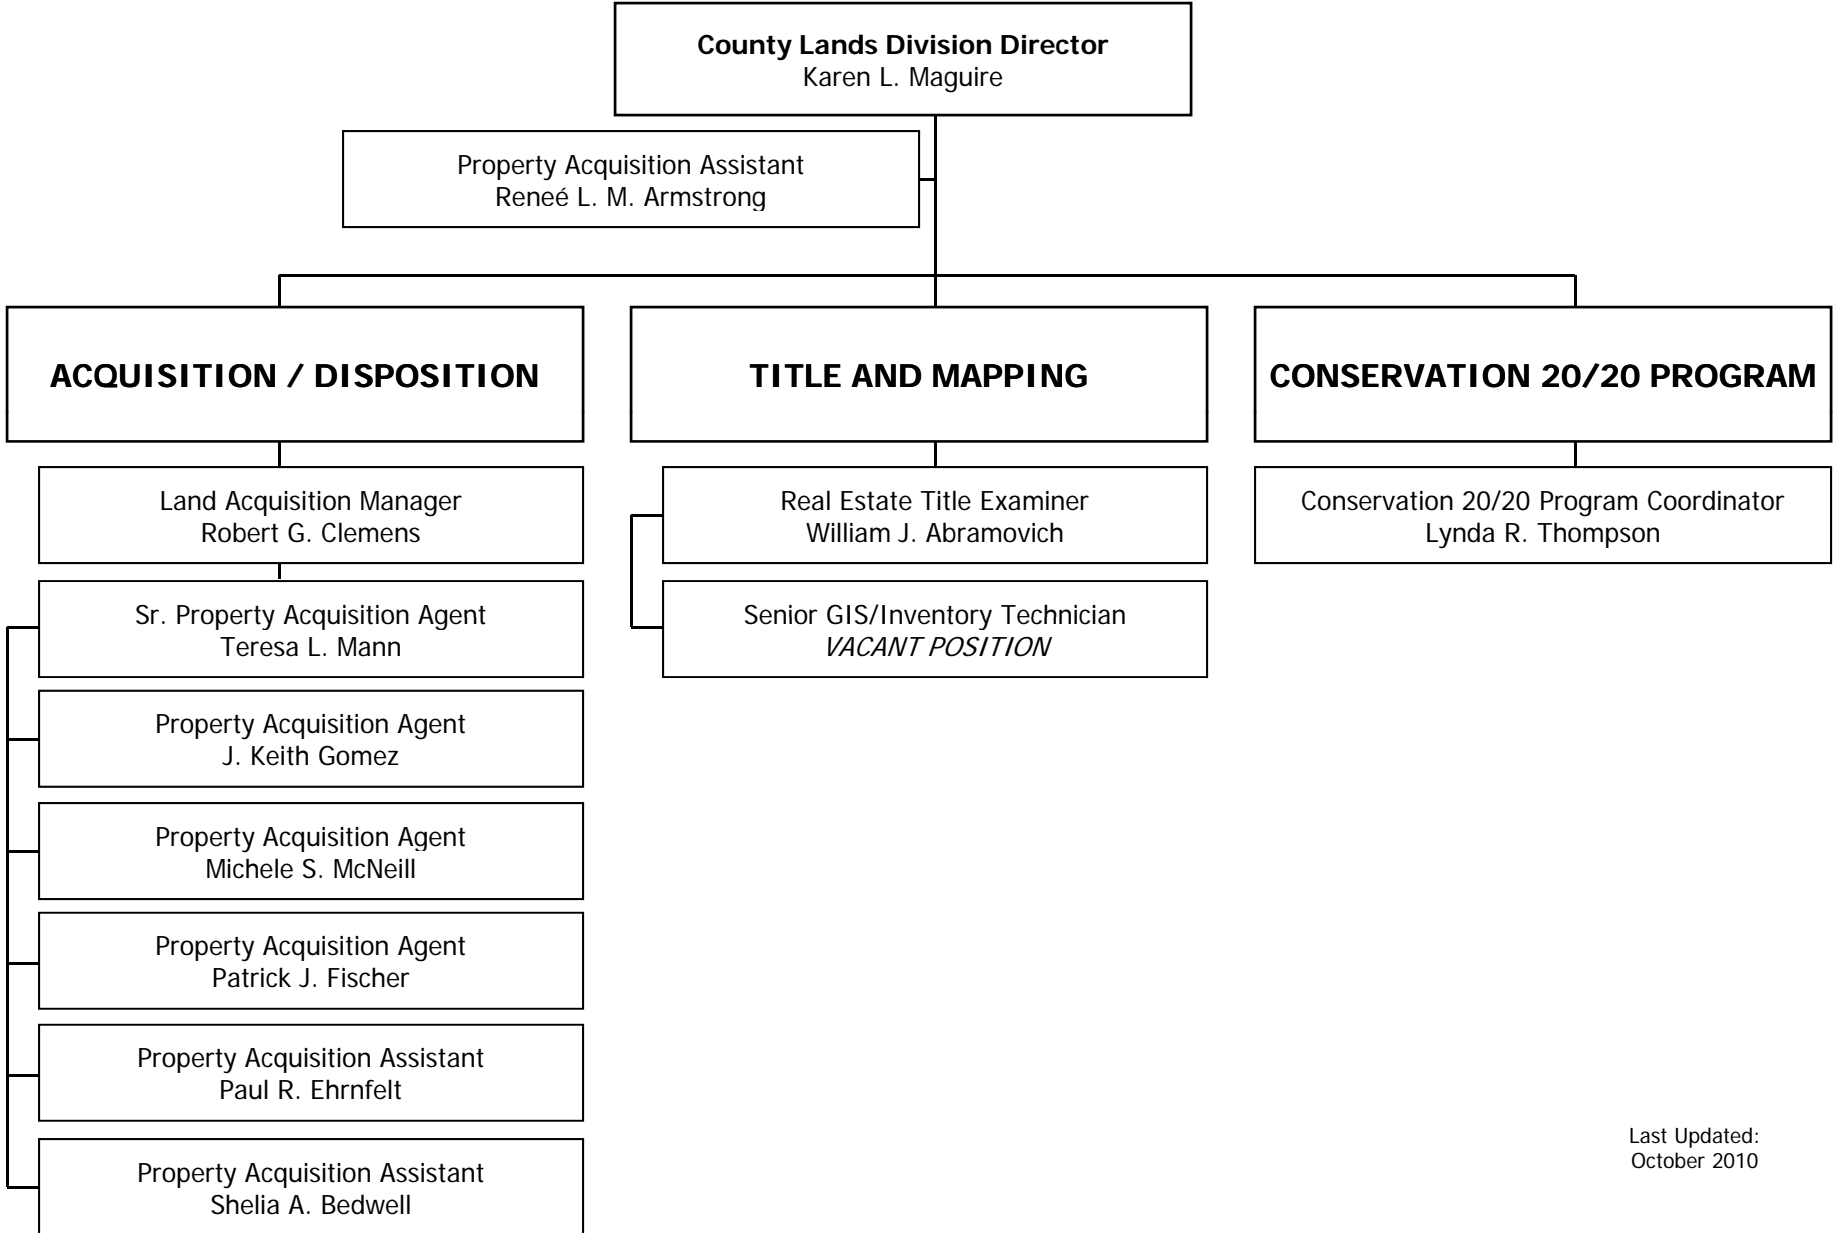 County Lands Division Director
Karen L. Maguire
Property Acquisition Assistant
Reneé L. M. Armstrong
ACQUISITION / DISPOSITION
Land Acquisition Manager
Robert G. Clemens
Sr. Property Acquisition Agent
Teresa L. Mann
Property Acquisition Agent
J. Keith Gomez
Property Acquisition Agent
Michele S. McNeill
Property Acquisition Agent
Patrick J. Fischer
Property Acquisition Assistant
Paul R. Ehrnfelt
Property Acquisition Assistant
Shelia A. Bedwell
TITLE AND MAPPING
Real Estate Title Examiner
William J. Abramovich
Senior GIS/Inventory Technician
VACANT POSITION
CONSERVATION 20/20 PROGRAM
Conservation 20/20 Program Coordinator
Lynda R. Thompson
Last Updated:
October 2010